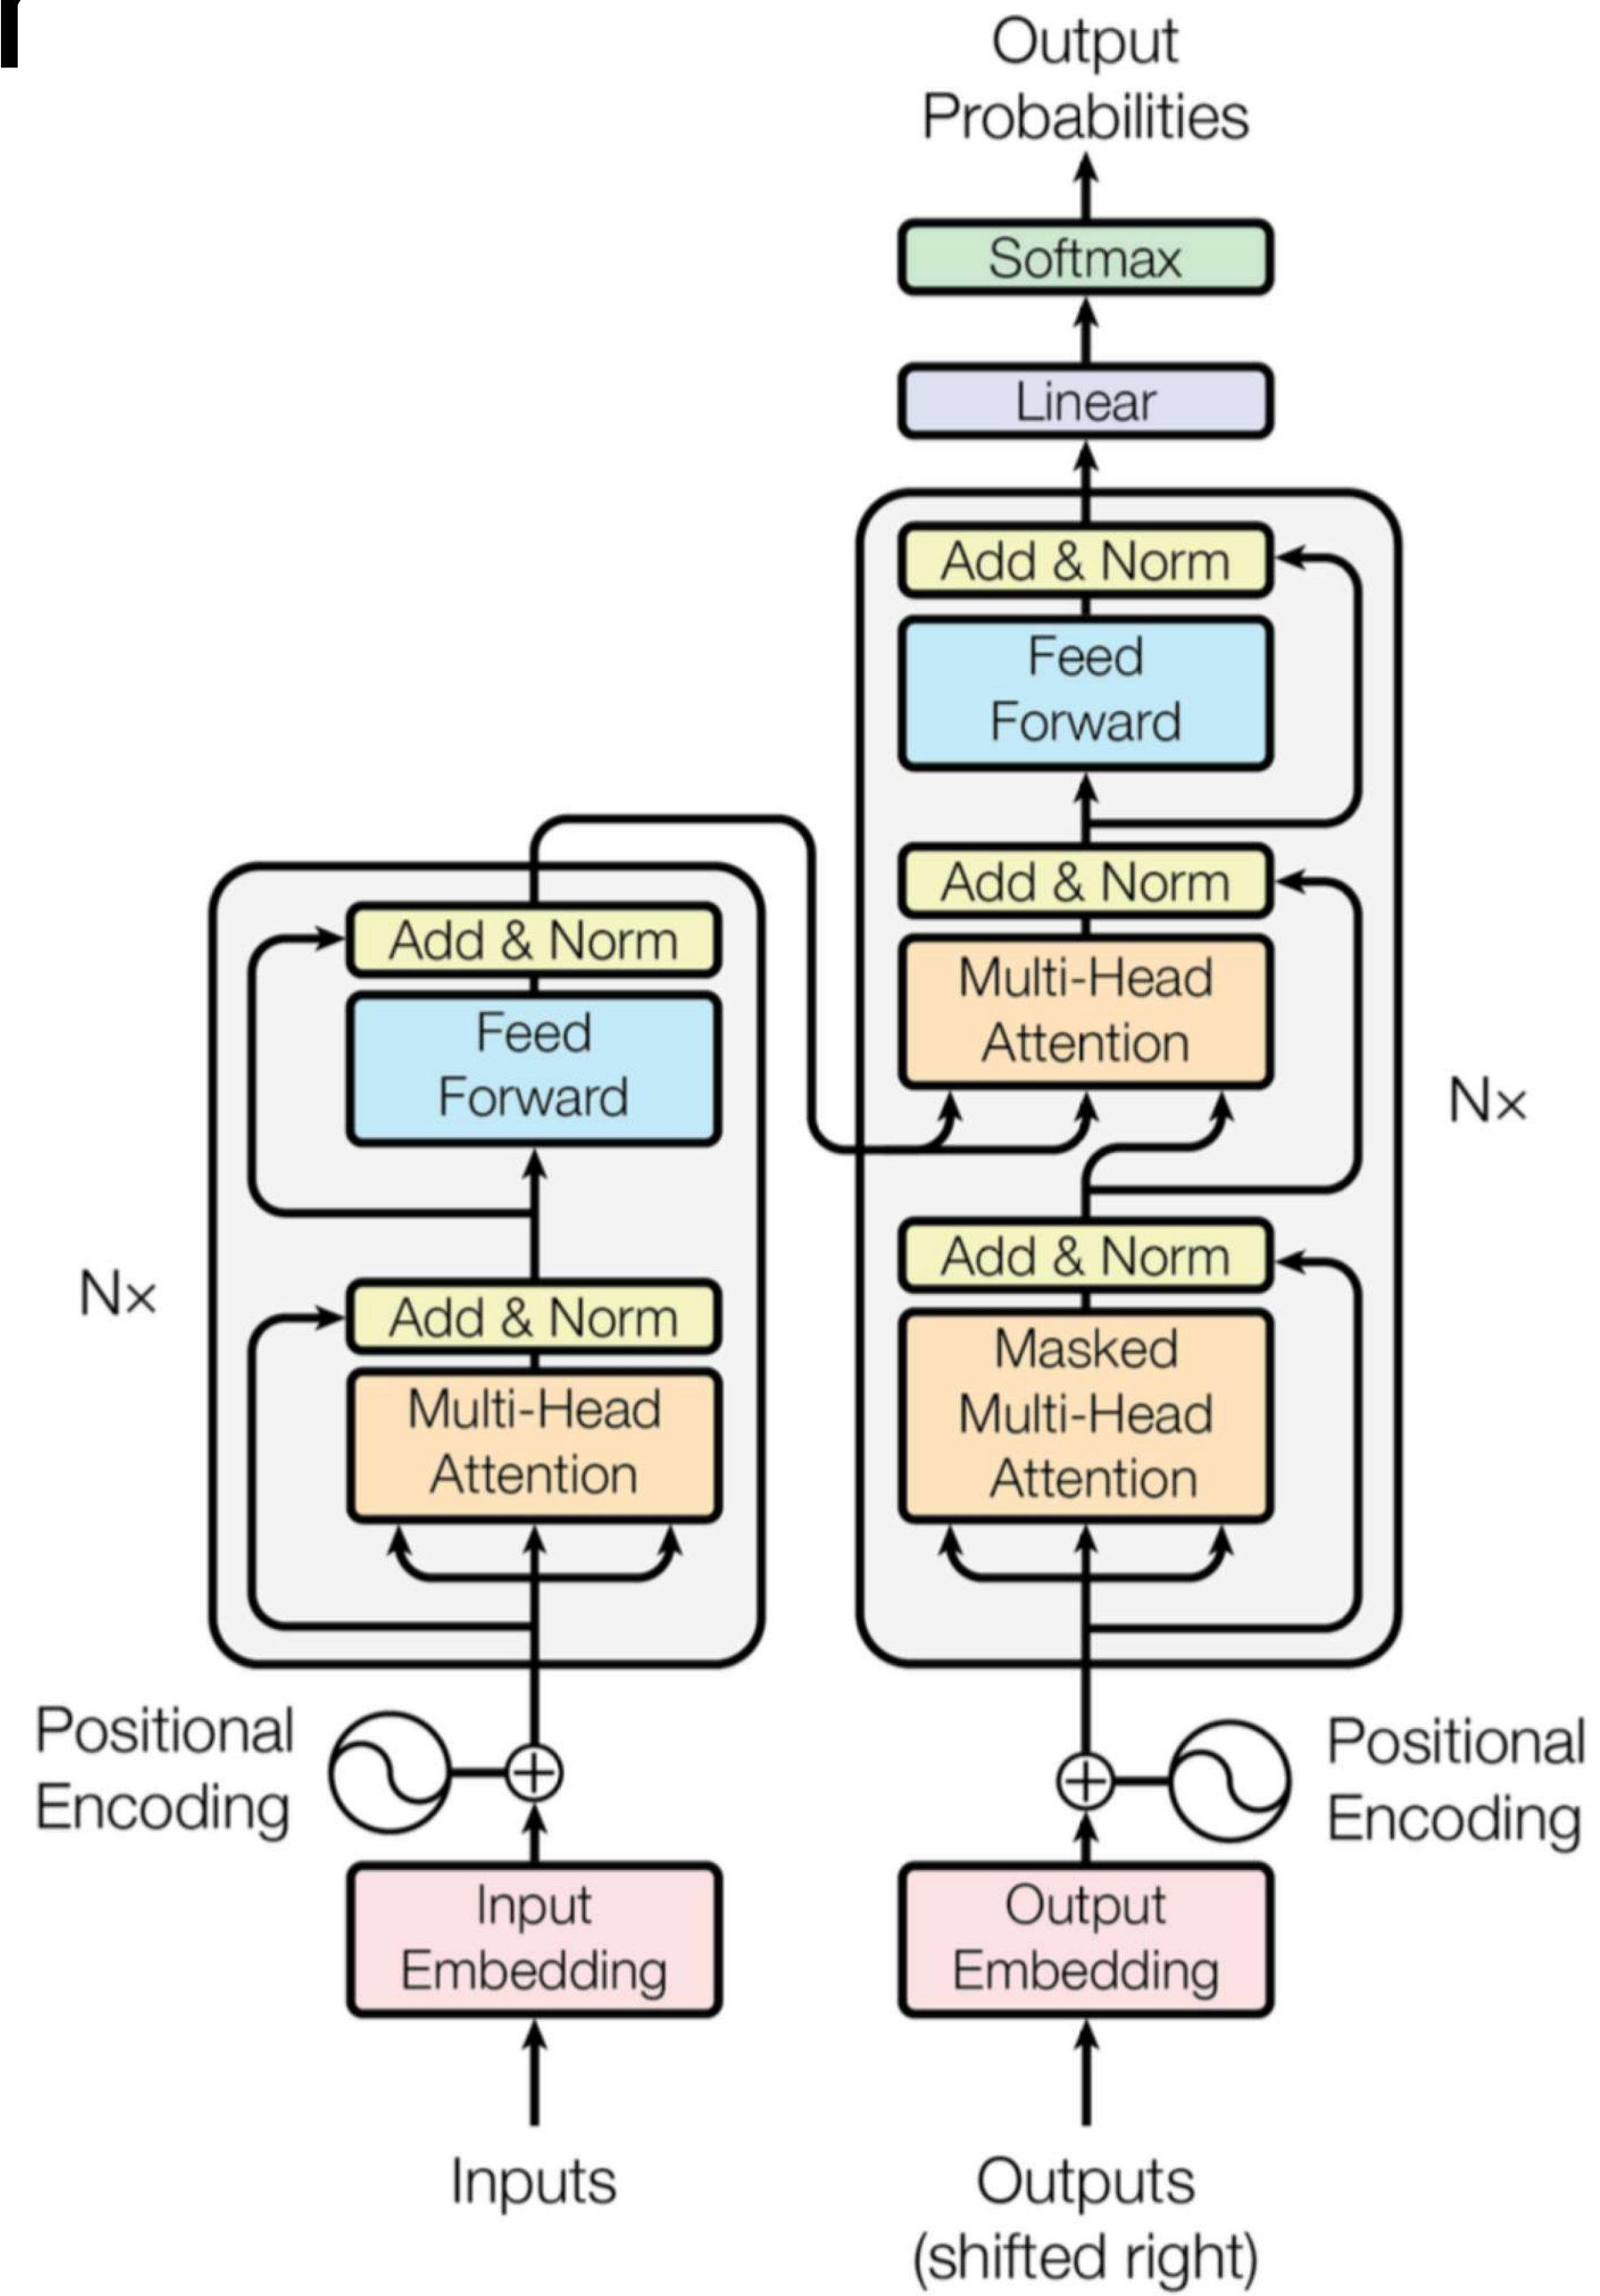 Output
Probabilities
Softmax
Linear
Add & Norm
Feed
Forward
Add & Norm
Multi-Head
Attention
Nx
Add & Norm
Masked
Multi-Head
Attention
Add & Norm
Feed
Forward
Nx
Add & Norm
Multi-Head
Attention
Positional
Encoding
Positional
Encoding
Input
Embedding
Output
Embedding
Inputs
Outputs
(shifted right)